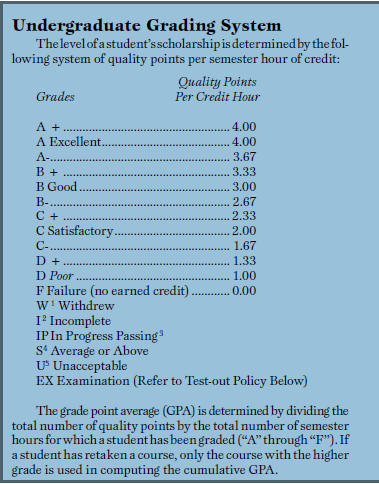 Undergraduate Grading System
The level of a student's scholarship is determined by the fol-
lowing system of quality points per semester hour of credit:
Quality Points
Grades Per Credit Hour
A + .................................................. 4.00
A Excellent...................................... 4.00
A-...................................................... 3.67
B + .................................................. 3.33
B Good ............................................. 3.00
B-...................................................... 2.67
C + .................................................. 2.33
C Satisfactory................................... 2.00
C-...................................................... 1.67
D + .................................................. 1.33
D Poor .............................................. 1.00
F Failure (no earned credit) ............ 0.00
W¹ Withdrew
I² Incomplete
IP In Progress Passing³
S⁴ Average or Above
U⁵ Unacceptable
EX Examination (Refer to Test-out Policy Below)
The grade point average (GPA) is determined by dividing the
total number of quality points by the total number of semester
hours for which a student has been graded (“A” through “F”). If
a student has retaken a course, only the course with the higher
grade is used in computing the cumulative GPA.